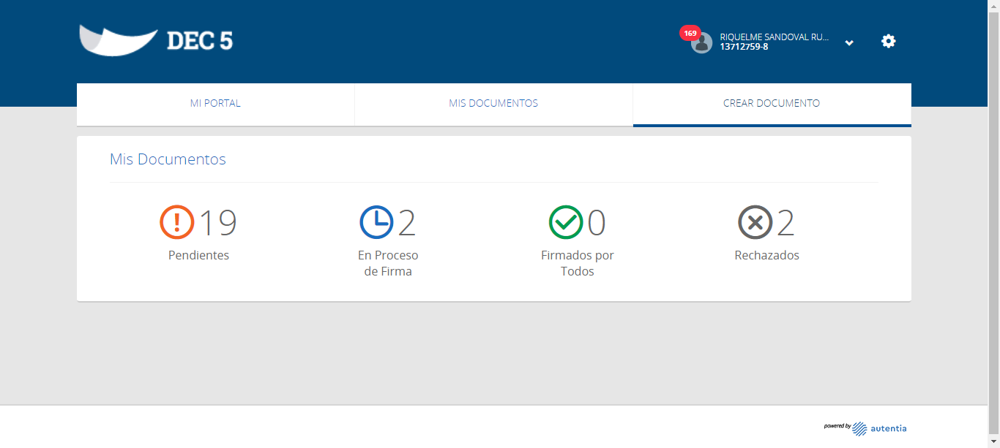 DEC 5
169
RIQUELME SANDOVAL RU...
13712759-8
MI PORTAL
MIS DOCUMENTOS
CREAR DOCUMENTO
Mis Documentos
19
Pendientes
2
En Proceso
de Firma
0
Firmados por
Todos
2
Rechazados
powered by
autentia